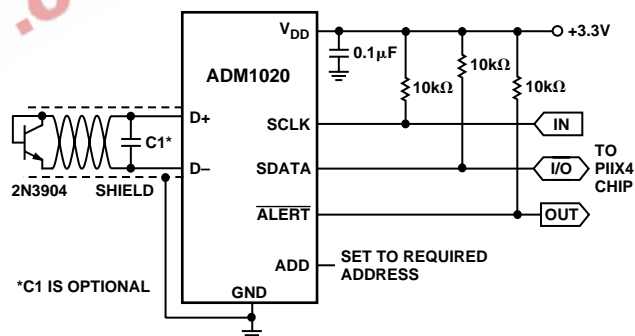 VDD
+3.3V
0.1μF
10kΩ
ADM1020
10kΩ
10kΩ
D+
C1*
SCLK
IN
D–
SDATA
I/O
TO
PIIX4
CHIP
2N3904
SHIELD
ALERT
OUT
ADD
SET TO REQUIRED
ADDRESS
*C1 IS OPTIONAL
GND